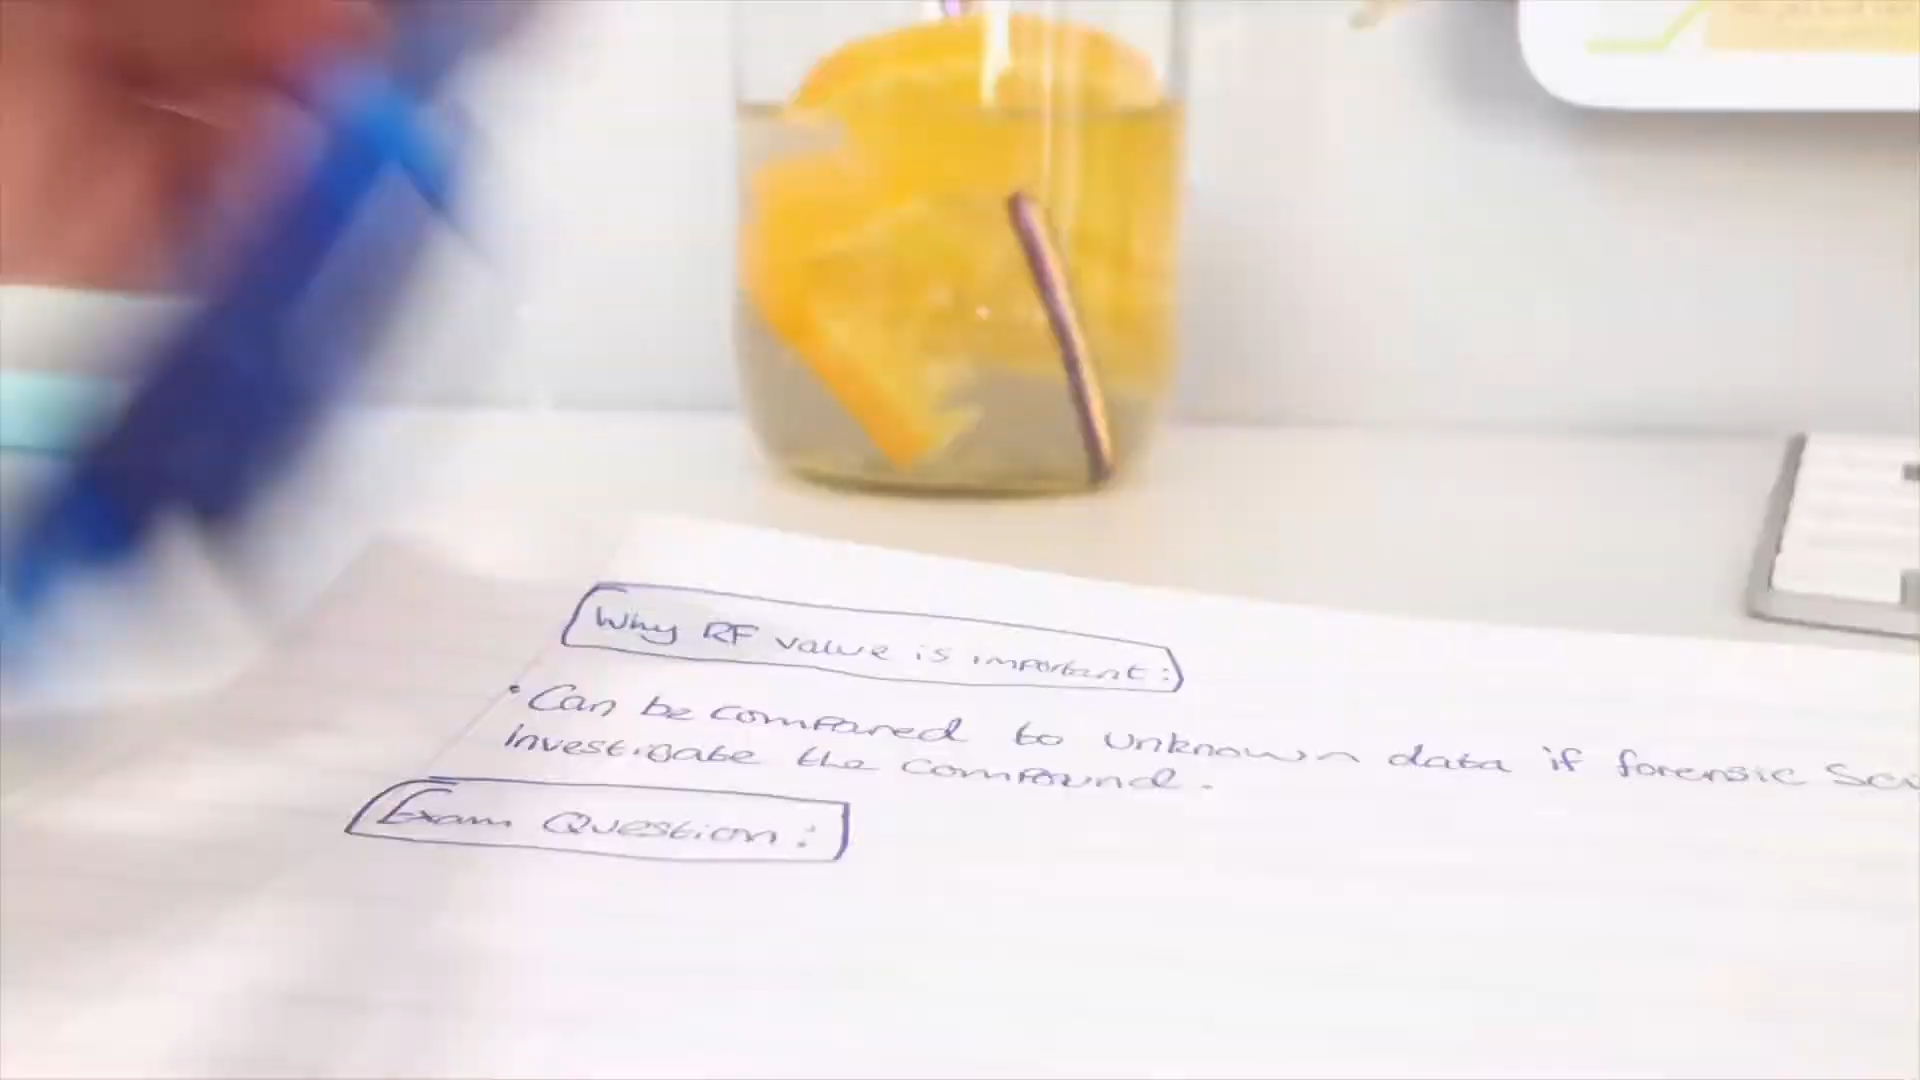 Why RF value is important:
• Can be compared to unknown data if forensic
Investigate the compound.
Exam Question: